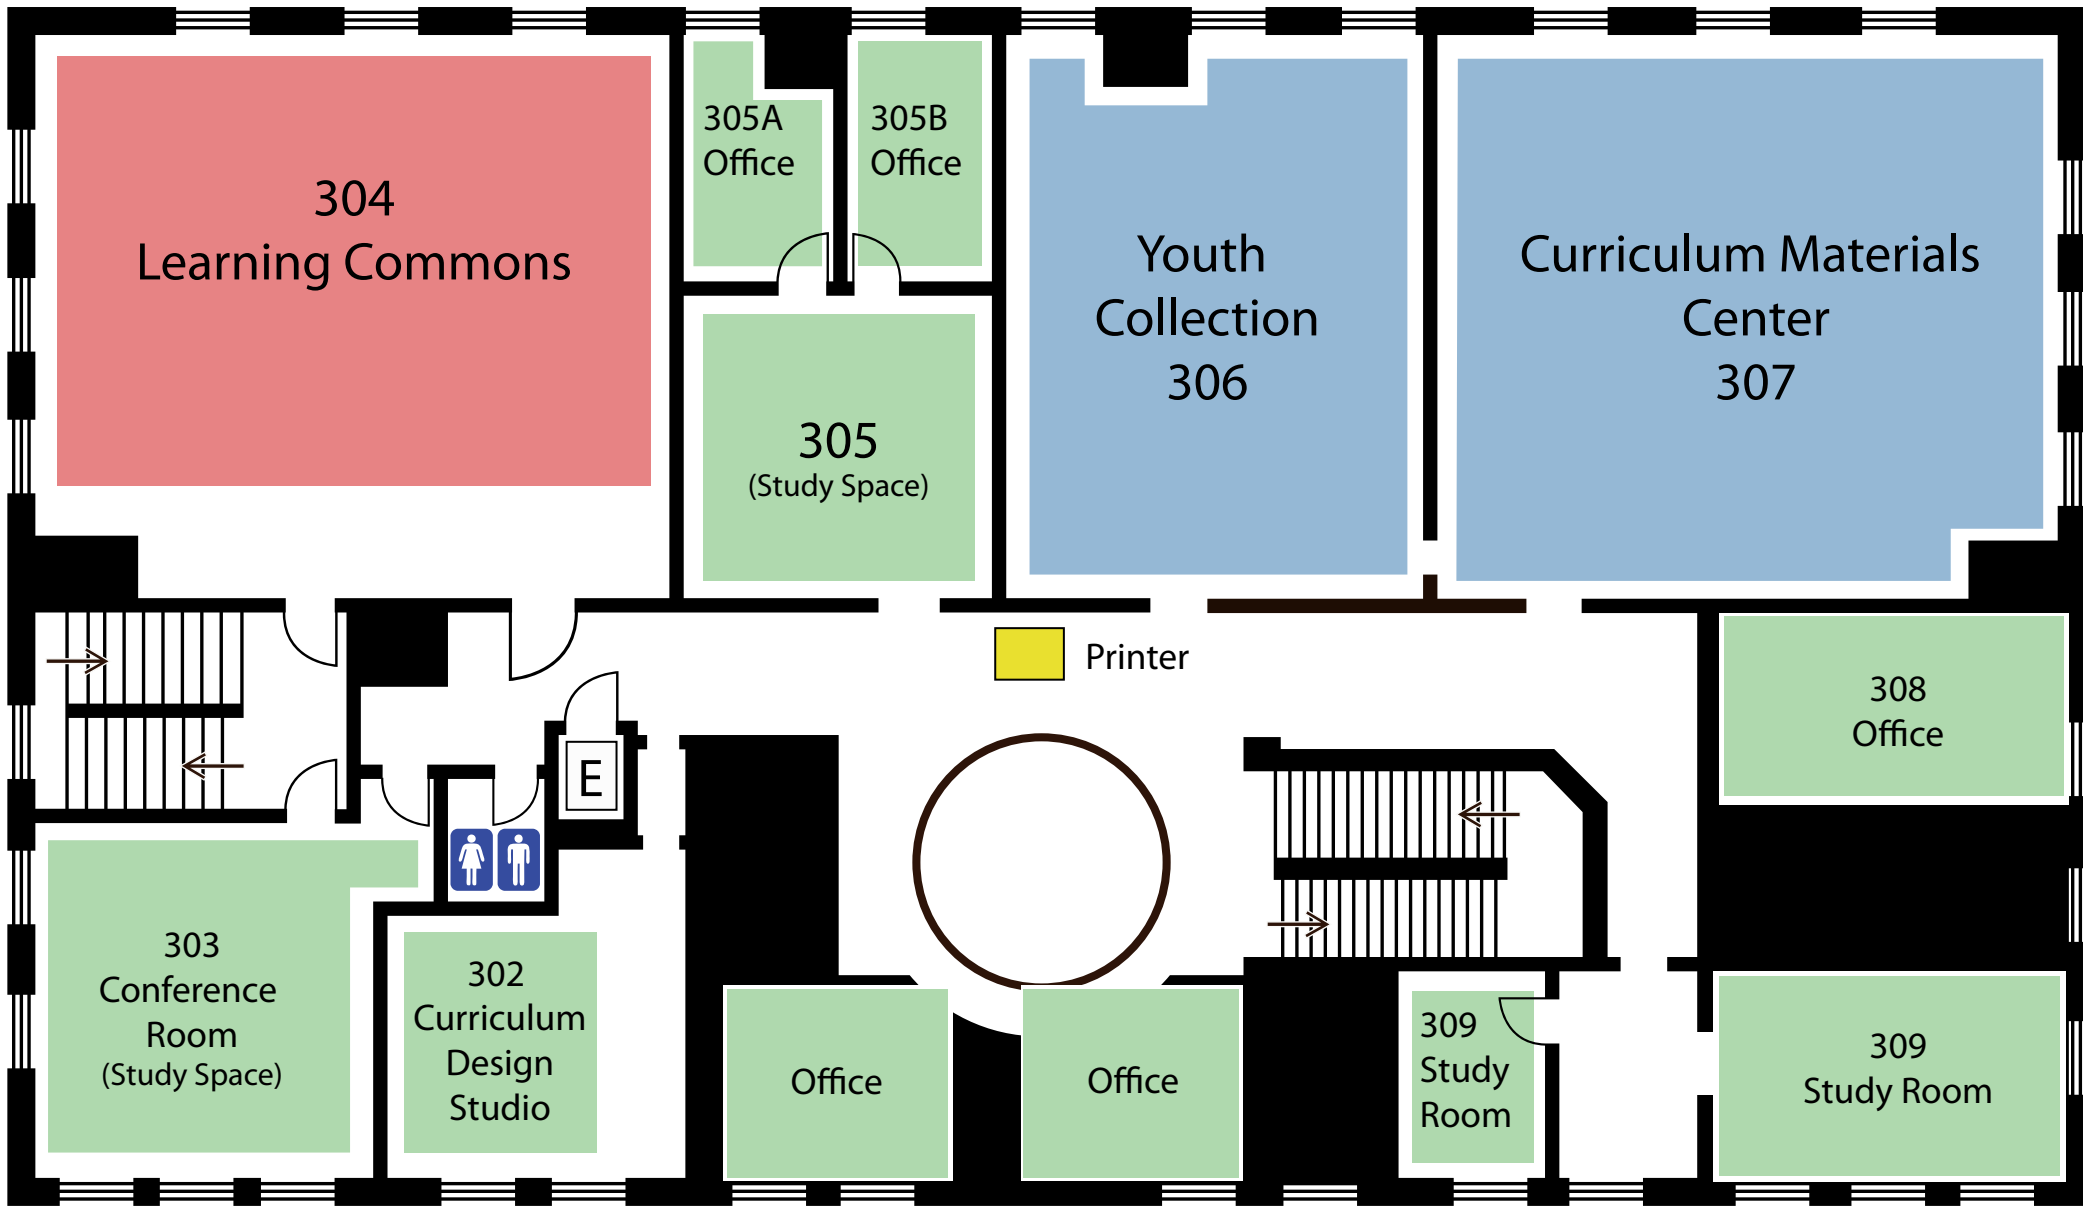 304
Learning Commons
305A
Office
305B
Office
305
(Study Space)
Youth
Collection
306
Curriculum Materials
Center
307
Printer
308
Office
E
303
Conference
Room
(Study Space)
302
Curriculum
Design
Studio
Office
Office
309
Study
Room
309
Study Room